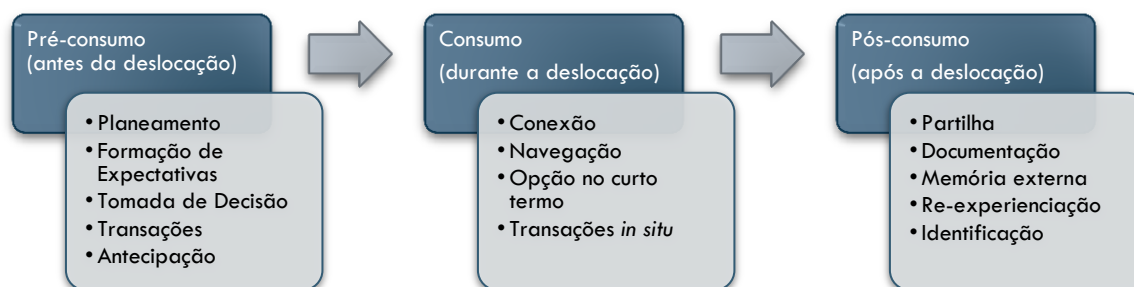 Pré-consumo
(antes da deslocação)
• Planeamento
• Formação de
Expectativas
• Tomada de Decisão
• Transações
• Antecipação
Consumo
(durante a deslocação)
• Conexão
• Navegação
• Opção no curto
termo
• Transações in situ
Pós-consumo
(após a deslocação)
• Partilha
• Documentação
• Memória externa
• Re-experienciação
• Identificação